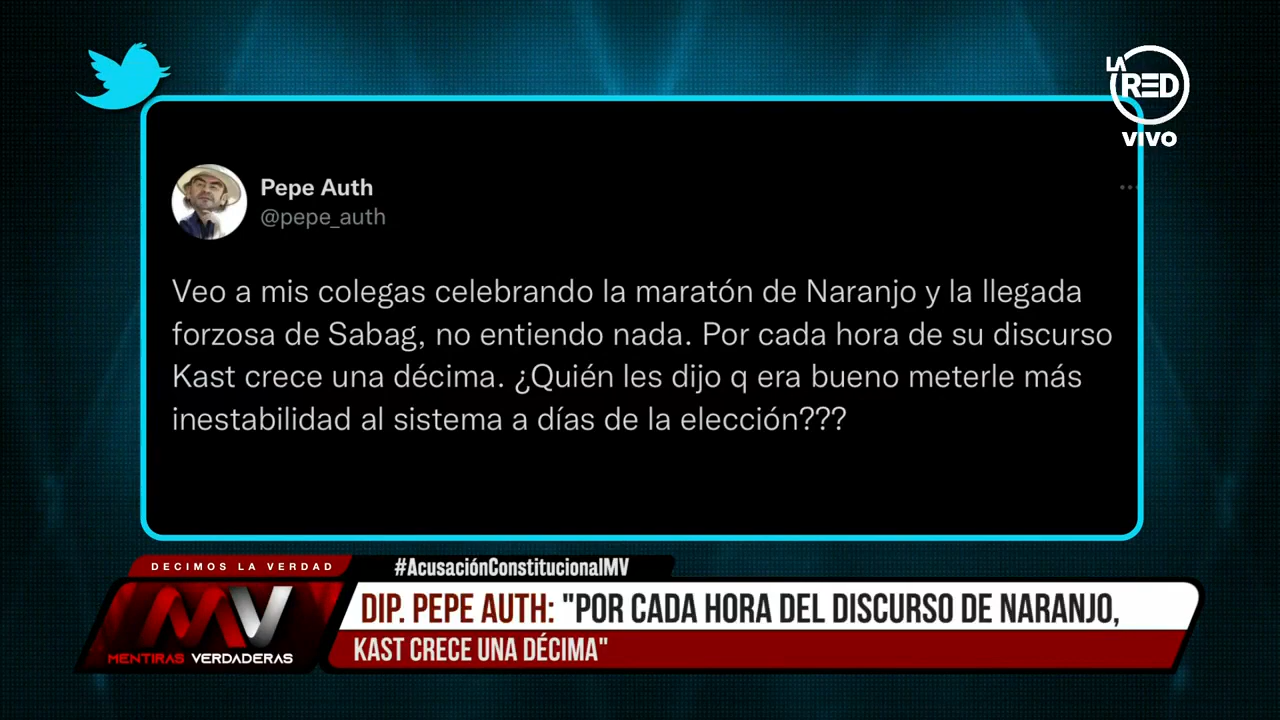 LA
RED
VIVO
Pepe Auth
@pepe_auth
Veo a mis colegas celebrando la maratón de Naranjo y la llegada
forzosa de Sabag, no entiendo nada. Por cada hora de su discurso
Kast crece una décima. ¿Quién les dijo q era bueno meterle más
inestabilidad al sistema a días de la elección???
DECIMOS LA VERDAD
#AcusaciónConstitucionalMV
MV
MENTIRAS VERDADERAS
DIP. PEPE AUTH: "POR CADA HORA DEL DISCURSO DE NARANJO,
KAST CRECE UNA DÉCIMA"